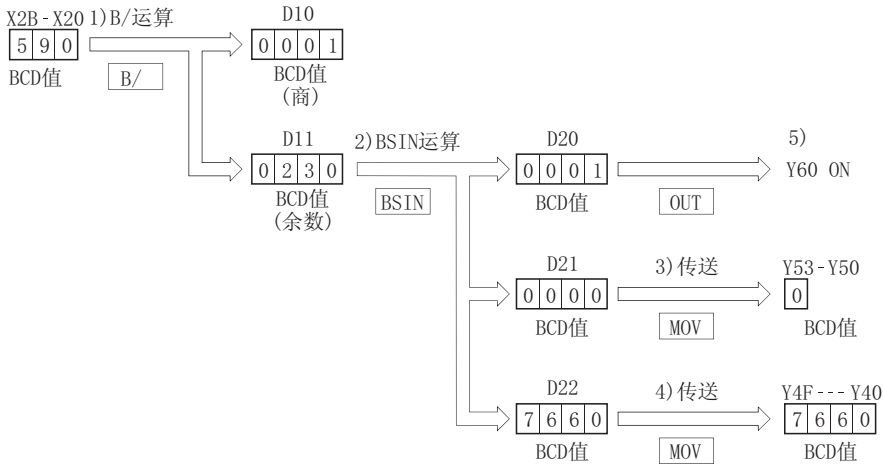 X2B-X20 1)B/运算 D10
5 9 0 0 0 0 1
BCD值 B/ BCD值
(商)
D11 2)BSIN运算 D20 5)
0 2 3 0 0 0 0 1 Y60 ON
BCD值 BSIN BCD值 OUT
(余数)
D21 3)传送 Y53-Y50
0 0 0 0 0
BCD值 MOV BCD值
D22 4)传送 Y4F---Y40
7 6 6 0 7 6 6 0
BCD值 MOV BCD值